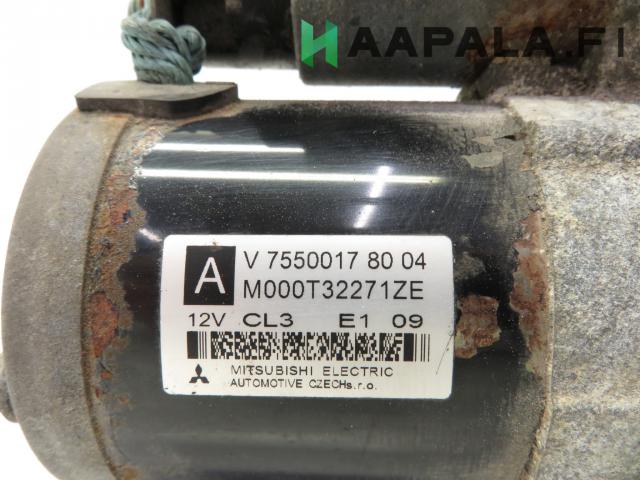 HAAPALA.FI
A
V 7550017 80 04
M000T32271ZE
12V CL3 E1 09
MITSUBISHI ELECTRIC
AUTOMOTIVE CZECHs.r.o.